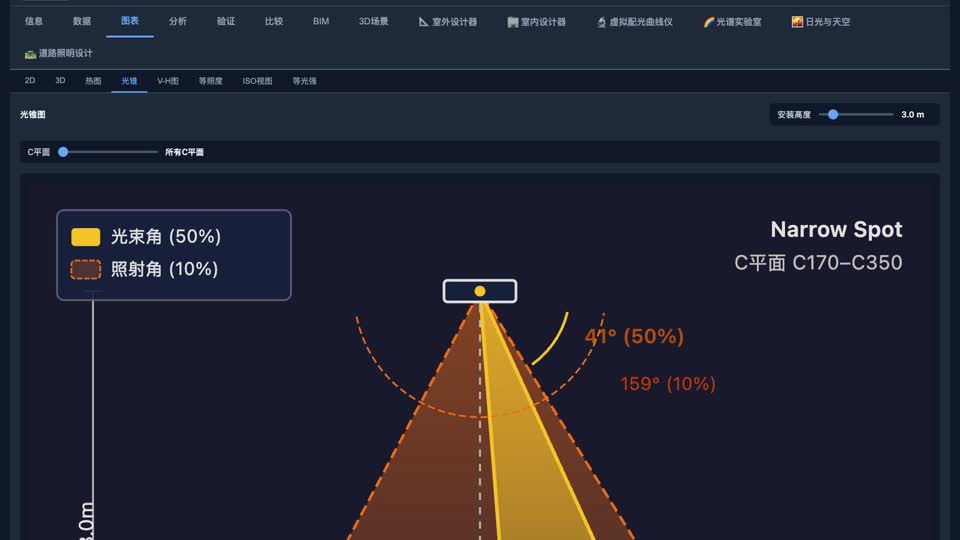 信息 数据 图表 分析 验证 比较 BIM 3D场景 室外设计器 室内设计器 虚拟配光曲线仪 光谱实验室 日光与天空
道路照明设计
2D 3D 热图 光锥 V-H图 等照度 ISO视图 等光强
光锥图 安装高度 3.0 m
C平面 所有C平面
光束角 (50%)
照射角 (10%)
Narrow Spot
C平面 C170–C350
41° (50%)
159° (10%)